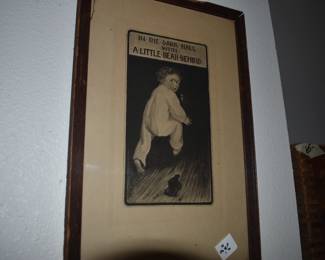 IN THE DARK HALL
WITH
A LITTLE BEAR BEHIND